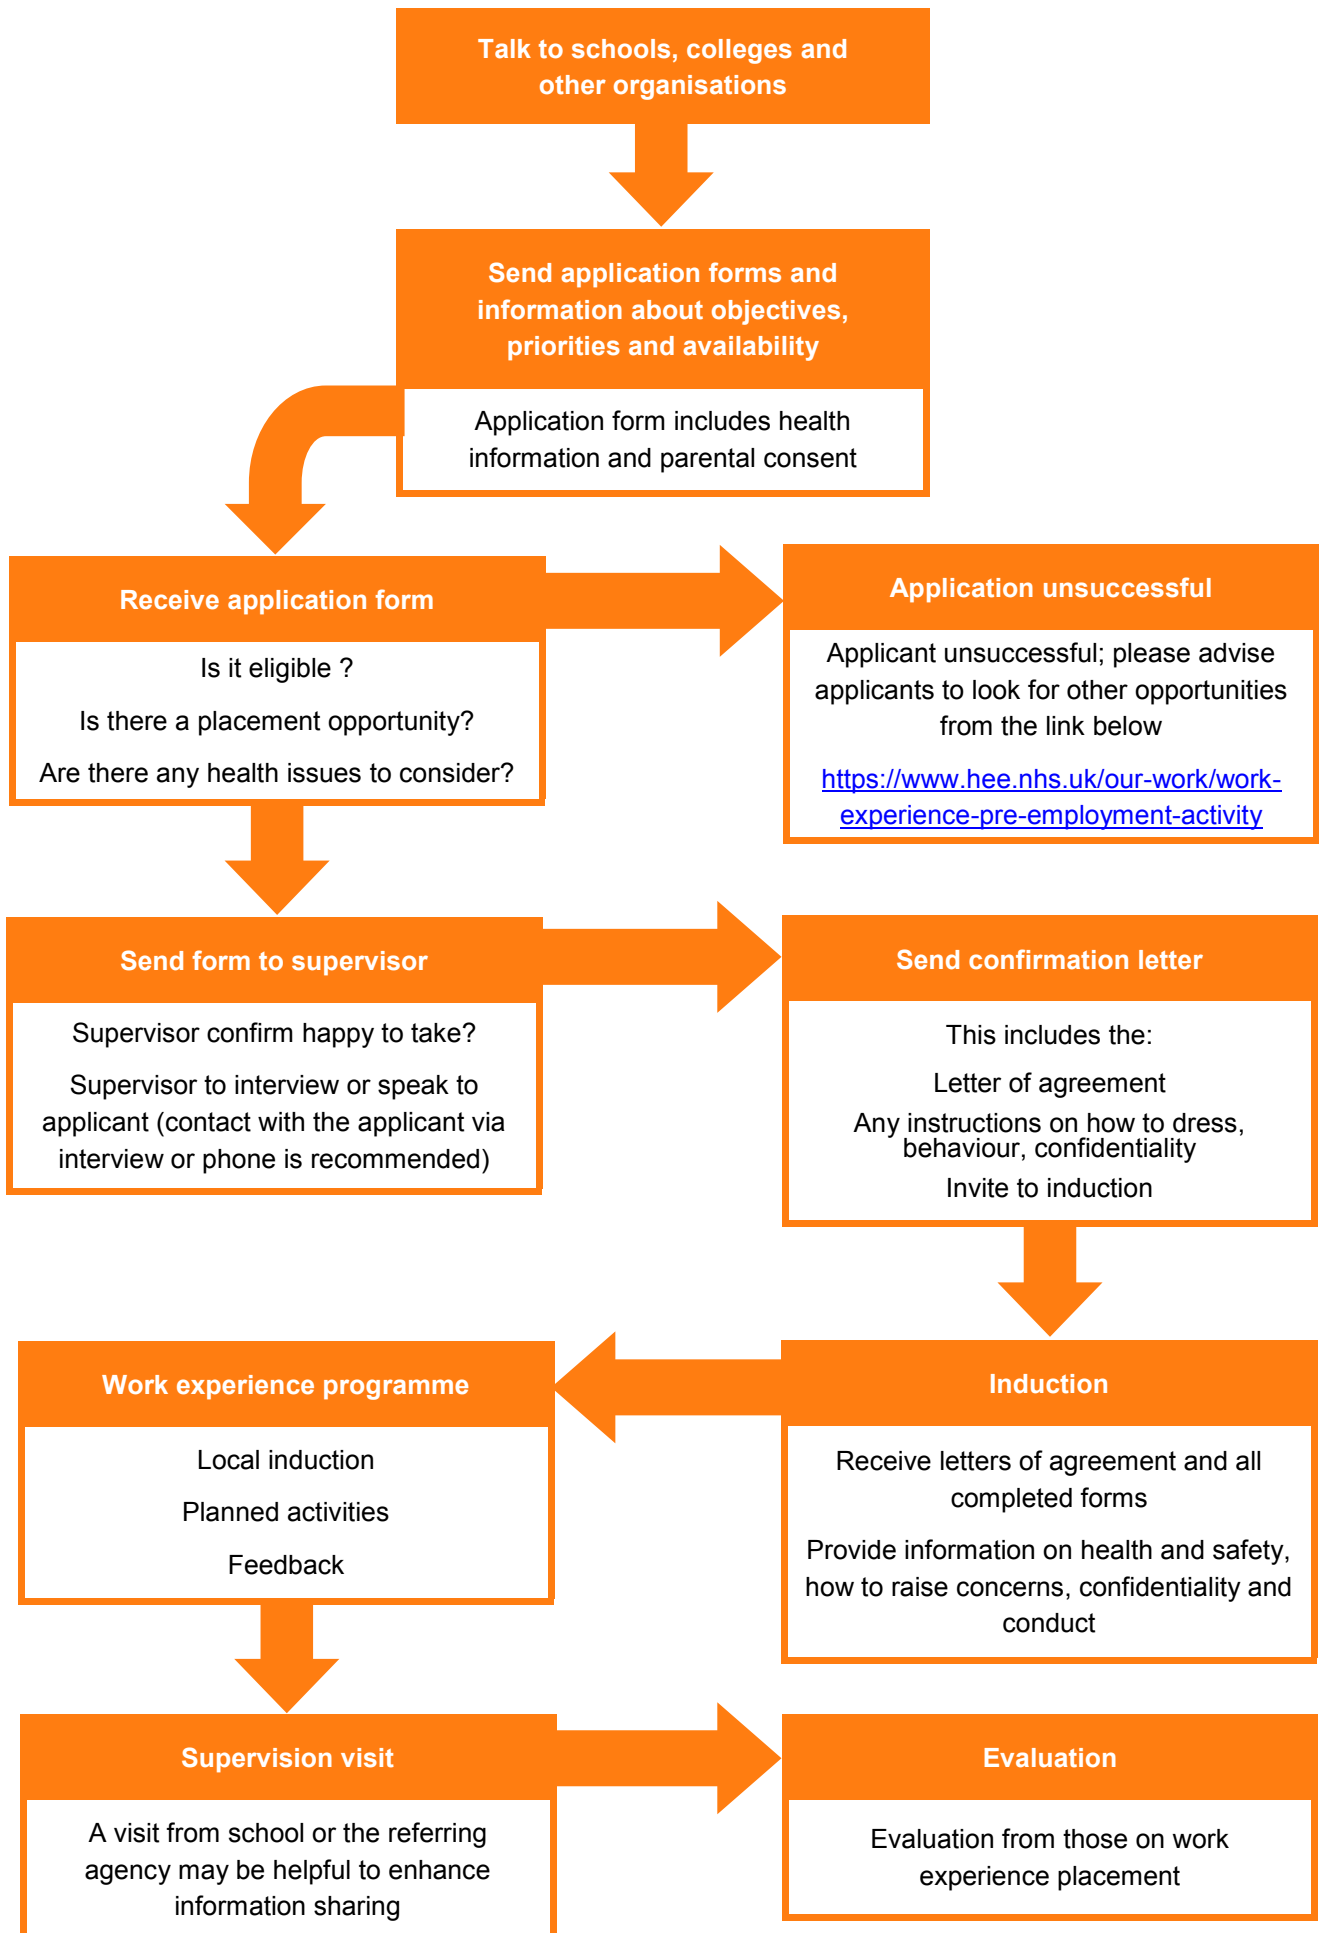 Talk to schools, colleges and
other organisations
Send application forms and
information about objectives,
priorities and availability
Application form includes health
information and parental consent
Receive application form
Is it eligible ?
Is there a placement opportunity?
Are there any health issues to consider?
Application unsuccessful
Applicant unsuccessful; please advise
applicants to look for other opportunities
from the link below
https://www.hee.nhs.uk/our-work/work-
experience-pre-employment-activity
Send form to supervisor
Supervisor confirm happy to take?
Supervisor to interview or speak to
applicant (contact with the applicant via
interview or phone is recommended)
Send confirmation letter
This includes the:
Letter of agreement
Any instructions on how to dress,
behaviour, confidentiality
Invite to induction
Induction
Receive letters of agreement and all
completed forms
Provide information on health and safety,
how to raise concerns, confidentiality and
conduct
Work experience programme
Local induction
Planned activities
Feedback
Supervision visit
A visit from school or the referring
agency may be helpful to enhance
information sharing
Evaluation
Evaluation from those on work
experience placement